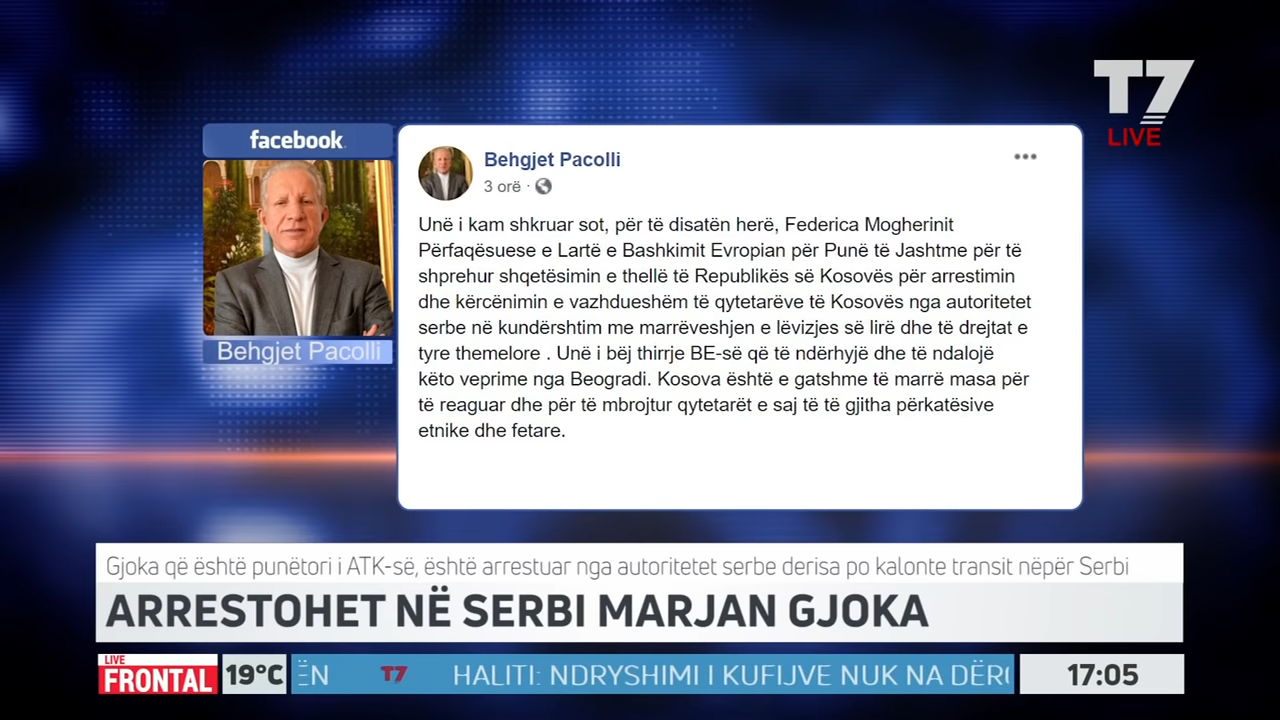 T7
LIVE
facebook
Behgjet Pacolli
Behgjet Pacolli
3 orë ·
Unë i kam shkruar sot, për të disatën herë, Federica Mogherinit
Përfaqësuese e Lartë e Bashkimit Evropian për Punë të Jashtme për të
shprehur shqetësimin e thellë të Republikës së Kosovës për arrestimin
dhe kërcënimin e vazhdueshëm të qytetarëve të Kosovës nga autoritetet
serbe në kundërshtim me marrëveshjen e lëvizjes së lirë dhe të drejtat e
tyre themelore . Unë i bëj thirrje BE-së që të ndërhyjë dhe të ndalojë
këto veprime nga Beogradi. Kosova është e gatshme të marrë masa për
të reaguar dhe për të mbrojtur qytetarët e saj të të gjitha përkatësive
etnike dhe fetare.
Gjoka që është punëtori i ATK-së, është arrestuar nga autoritetet serbe derisa po kalonte transit nëpër Serbi
ARRESTOHET NË SERBI MARJAN GJOKA
LIVE
FRONTAL
19°C
T7 HALITI: NDRYSHIMI I KUFIJVE NUK NA
17:05